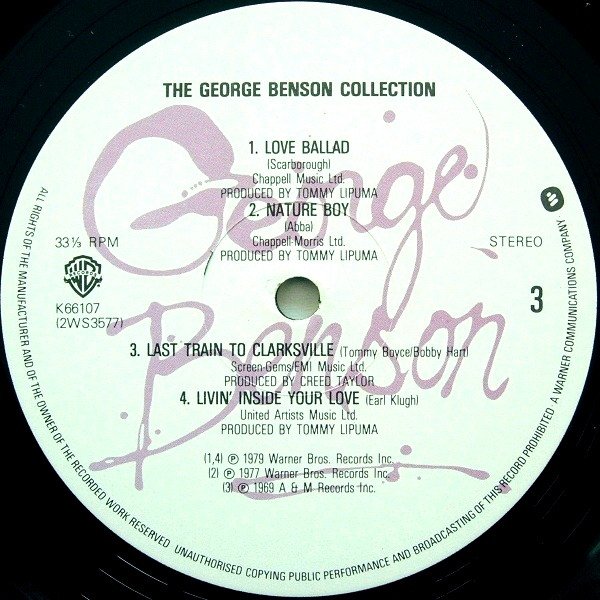 THE GEORGE BENSON COLLECTION
1. LOVE BALLAD
(Scarborough)
Chappell Music Ltd.
PRODUCED BY TOMMY LIPUMA
2. NATURE BOY
(Abba)
Chappell-Morris Ltd.
PRODUCED BY TOMMY LIPUMA
33⅓ RPM
STEREO
K66107
(2WS3577)
3
3. LAST TRAIN TO CLARKSVILLE (Tommy Boyce/Bobby Hart)
Screen-Gems/EMI Music Ltd.
PRODUCED BY CREED TAYLOR
4. LIVIN' INSIDE YOUR LOVE (Earl Klugh)
United Artists Music Ltd.
PRODUCED BY TOMMY LIPUMA
(1,4) ℗ 1979 Warner Bros. Records Inc.
(2) ℗ 1977 Warner Bros. Records Inc.
(3) ℗ 1969 A & M Records Inc.
George
Benson
ALL RIGHTS OF THE MANUFACTURER AND OF THE OWNER OF THE RECORDED WORK RESERVED UNAUTHORISED COPYING PUBLIC PERFORMANCE AND BROADCASTING OF THIS RECORD PROHIBITED A WARNER COMMUNICATIONS COMPANY